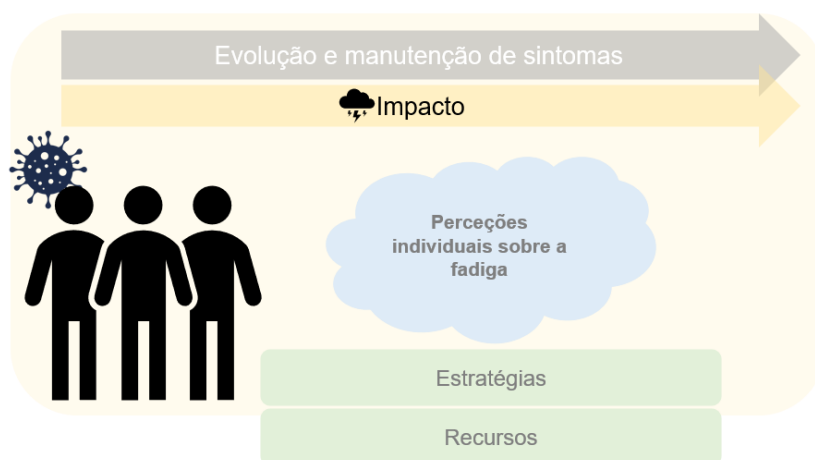 Evolução e manutenção de sintomas
Impacto
Perceções
individuais sobre a
fadiga
Estratégias
Recursos